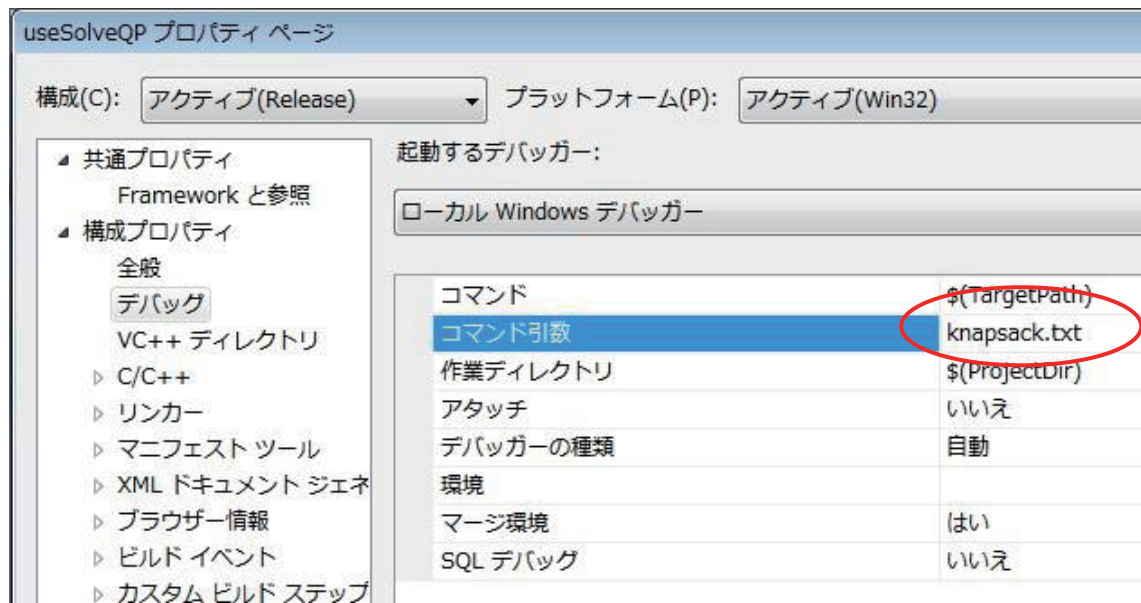 useSolveQP プロパティ ページ
構成(C): アクティブ(Release) プラットフォーム(P): アクティブ(Win32)
共通プロパティ
Framework と参照
構成プロパティ
全般
デバッグ
VC++ ディレクトリ
C/C++
リンカー
マニフェスト ツール
XML ドキュメント ジェネ
ブラウザー情報
ビルド イベント
カスタム ビルド ステップ
起動するデバッガー:
ローカル Windows デバッガー
コマンド $(TargetPath)
コマンド引数 knapsack.txt
作業ディレクトリ $(ProjectDir)
アタッチ いいえ
デバッガーの種類 自動
環境
マージ環境 はい
SQL デバッグ いいえ